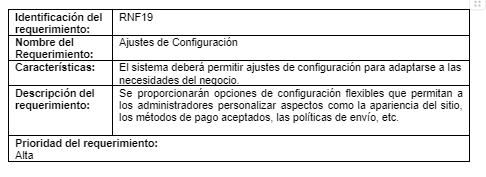 Identificación del requerimiento: RNF19
Nombre del Requerimiento: Ajustes de Configuración
Características: El sistema deberá permitir ajustes de configuración para adaptarse a las necesidades del negocio.
Descripción del requerimiento: Se proporcionarán opciones de configuración flexibles que permitan a los administradores personalizar aspectos como la apariencia del sitio, los métodos de pago aceptados, las políticas de envío, etc.
Prioridad del requerimiento:
Alta